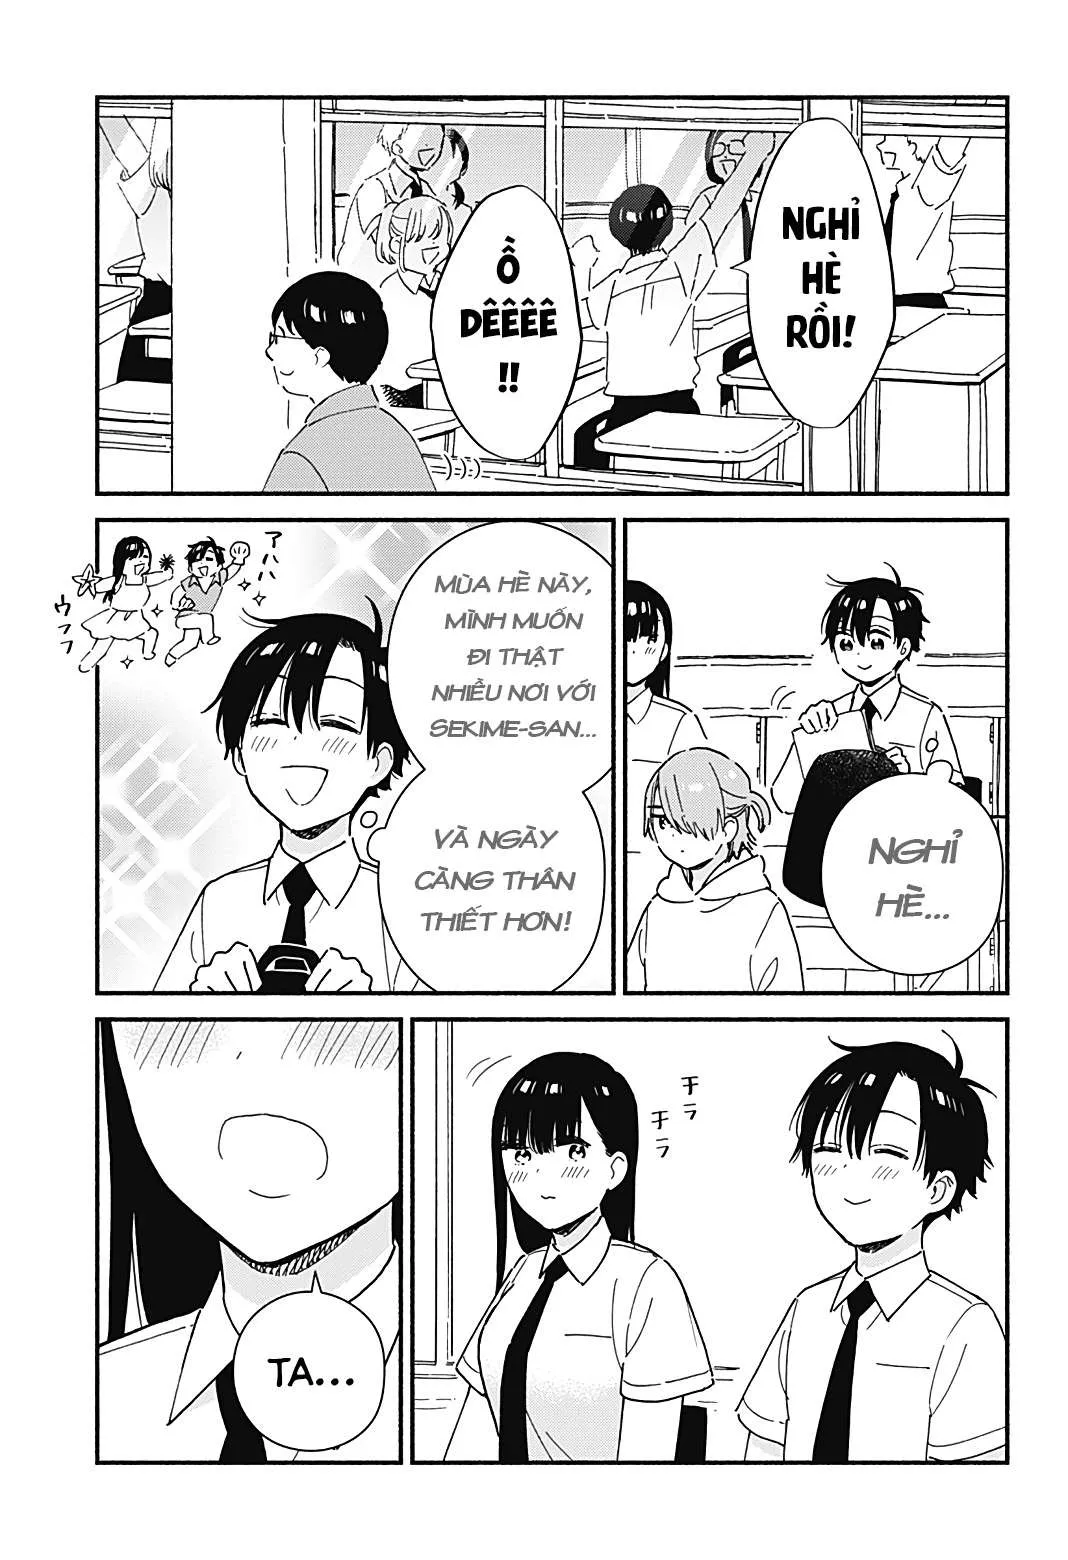 NGHỈ
HÈ
RỒI!
Ồ
DÊÊÊÊ
!!
NGHỈ
HÈ...
MÙA HÈ NÀY,
MÌNH MUỐN
ĐI THẬT
NHIỀU NƠI VỚI
SEKIME-SAN...
VÀ NGÀY
CÀNG THÂN
THIẾT HƠN!
アハハ
ウフフ
チラ
チラ
TA...